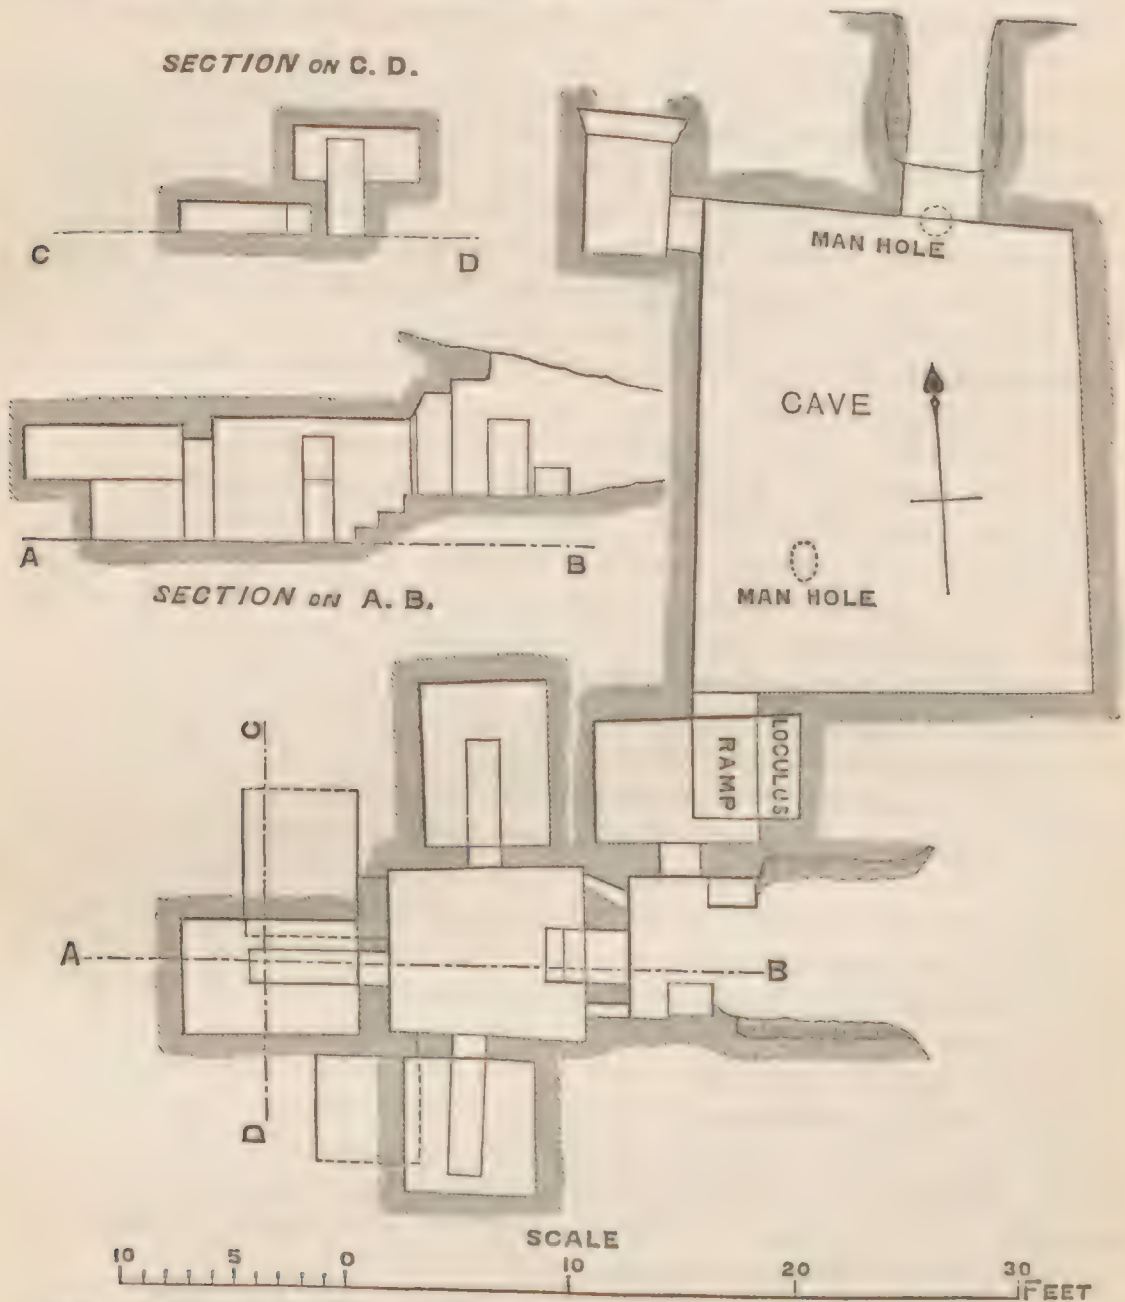 SECTION ON C. D.
C
D
MAN HOLE
CAVE
MAN HOLE
A
B
SECTION on A. B.
C
LOCULUS
RAMP
A
B
D
SCALE
10 5 0 10 20 30 FEET